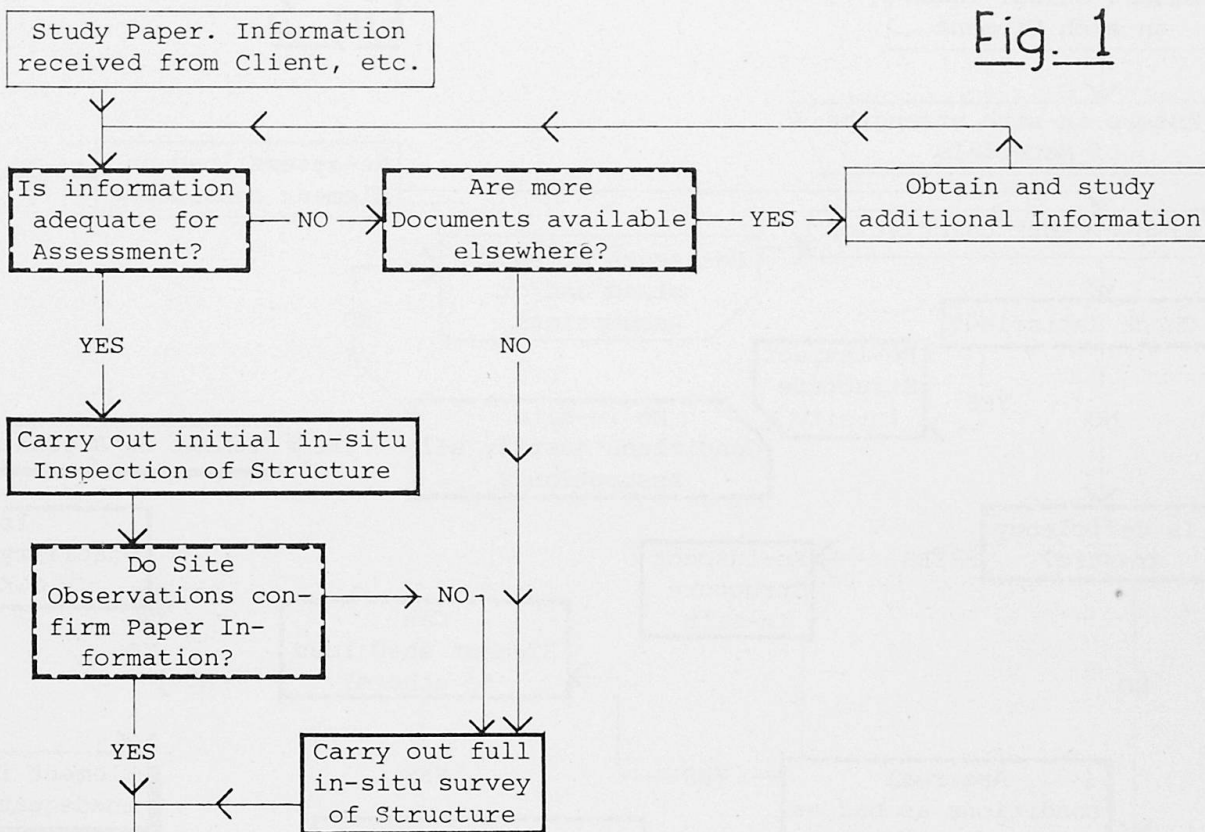 Fig. 1
Study Paper. Information
received from Client, etc.
Is information
adequate for
Assessment?
NO
Are more
Documents available
elsewhere?
YES
Obtain and study
additional Information
YES
NO
Carry out initial in-situ
Inspection of Structure
Do Site
Observations con-
firm Paper In-
formation?
NO
YES
Carry out full
in-situ survey
of Structure